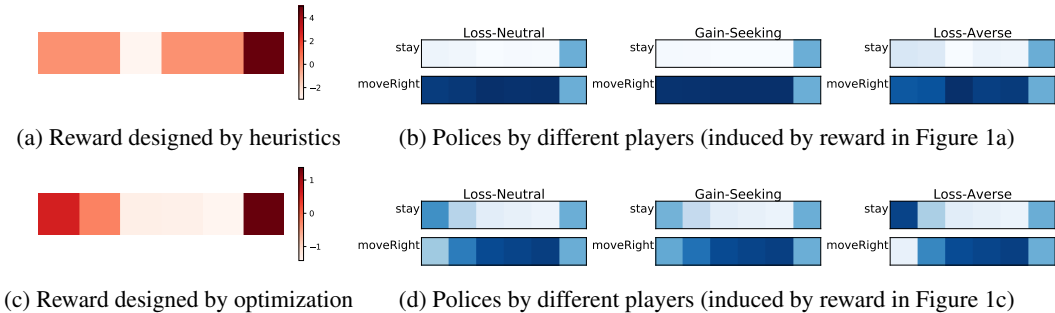 4
2
0
−2
Loss-Neutral
Gain-Seeking
Loss-Averse
stay
stay
stay
moveRight
moveRight
moveRight
(a) Reward designed by heuristics
(b) Polices by different players (induced by reward in Figure 1a)
1
0
−1
Loss-Neutral
Gain-Seeking
Loss-Averse
stay
stay
stay
moveRight
moveRight
moveRight
(c) Reward designed by optimization
(d) Polices by different players (induced by reward in Figure 1c)